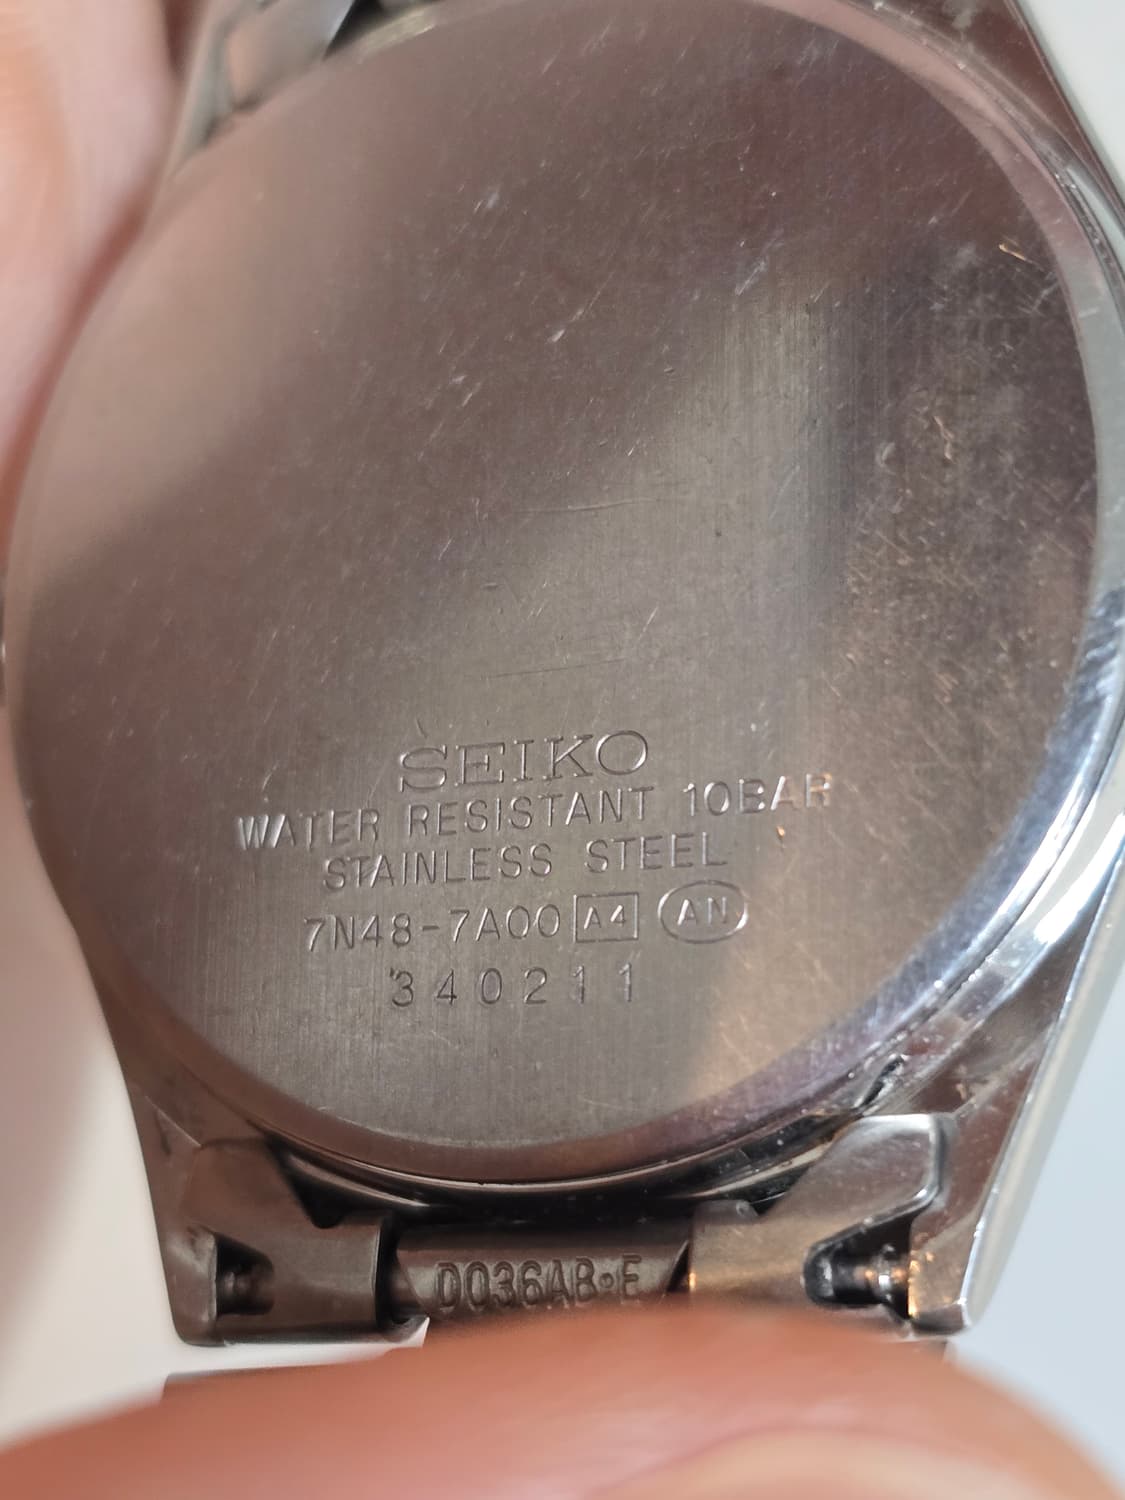 SEIKO
WATER RESISTANT 10BAR
STAINLESS STEEL
7N48-7A00 A4 AN
340211
D036AB·E